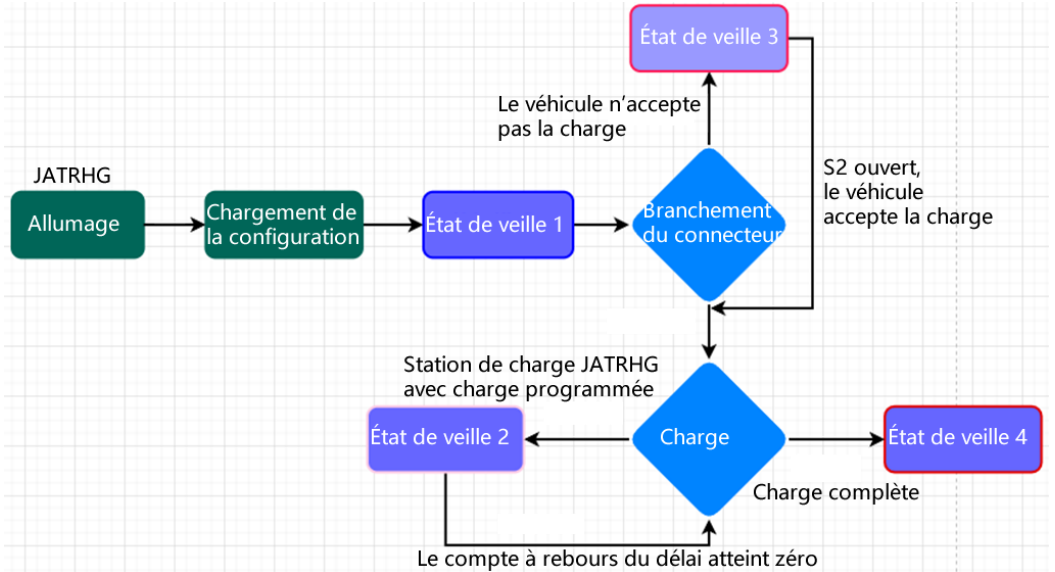 État de veille 3
Le véhicule n'accepte
pas la charge
JATRHG
Allumage
Chargement de
la configuration
État de veille 1
Branchement
du connecteur
S2 ouvert,
le véhicule
accepte la charge
Station de charge JATRHG
avec charge programmée
État de veille 2
Charge
État de veille 4
Charge complète
Le compte à rebours du délai atteint zéro